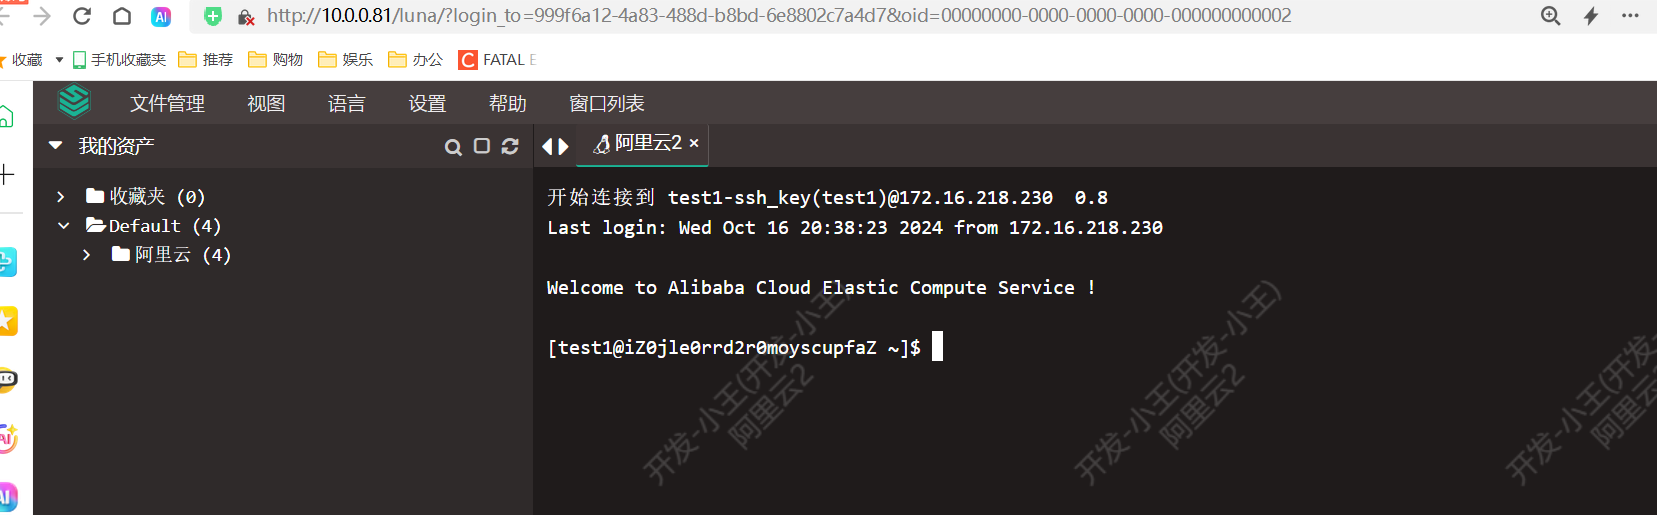 http://10.0.0.81/luna/?login_to=999f6a12-4a83-488d-b8bd-6e8802c7a4d7&oid=00000000-0000-0000-0000-000000000002
收藏 手机收藏夹 推荐 购物 娱乐 办公 FATAL E
文件管理 视图 语言 设置 帮助 窗口列表
我的资产
阿里云2 ×
收藏夹 (0)
Default (4)
阿里云 (4)
开始连接到 test1-ssh_key(test1)@172.16.218.230 0.8
Last login: Wed Oct 16 20:38:23 2024 from 172.16.218.230
Welcome to Alibaba Cloud Elastic Compute Service !
[test1@iZ0jle0rrd2r0moyscupfaZ ~]$
开发-小王(开发-小王)
阿里云2
开发-小王(开发-小王)
阿里云2
开发-小王(开发
阿里云2
AI
AI
AI